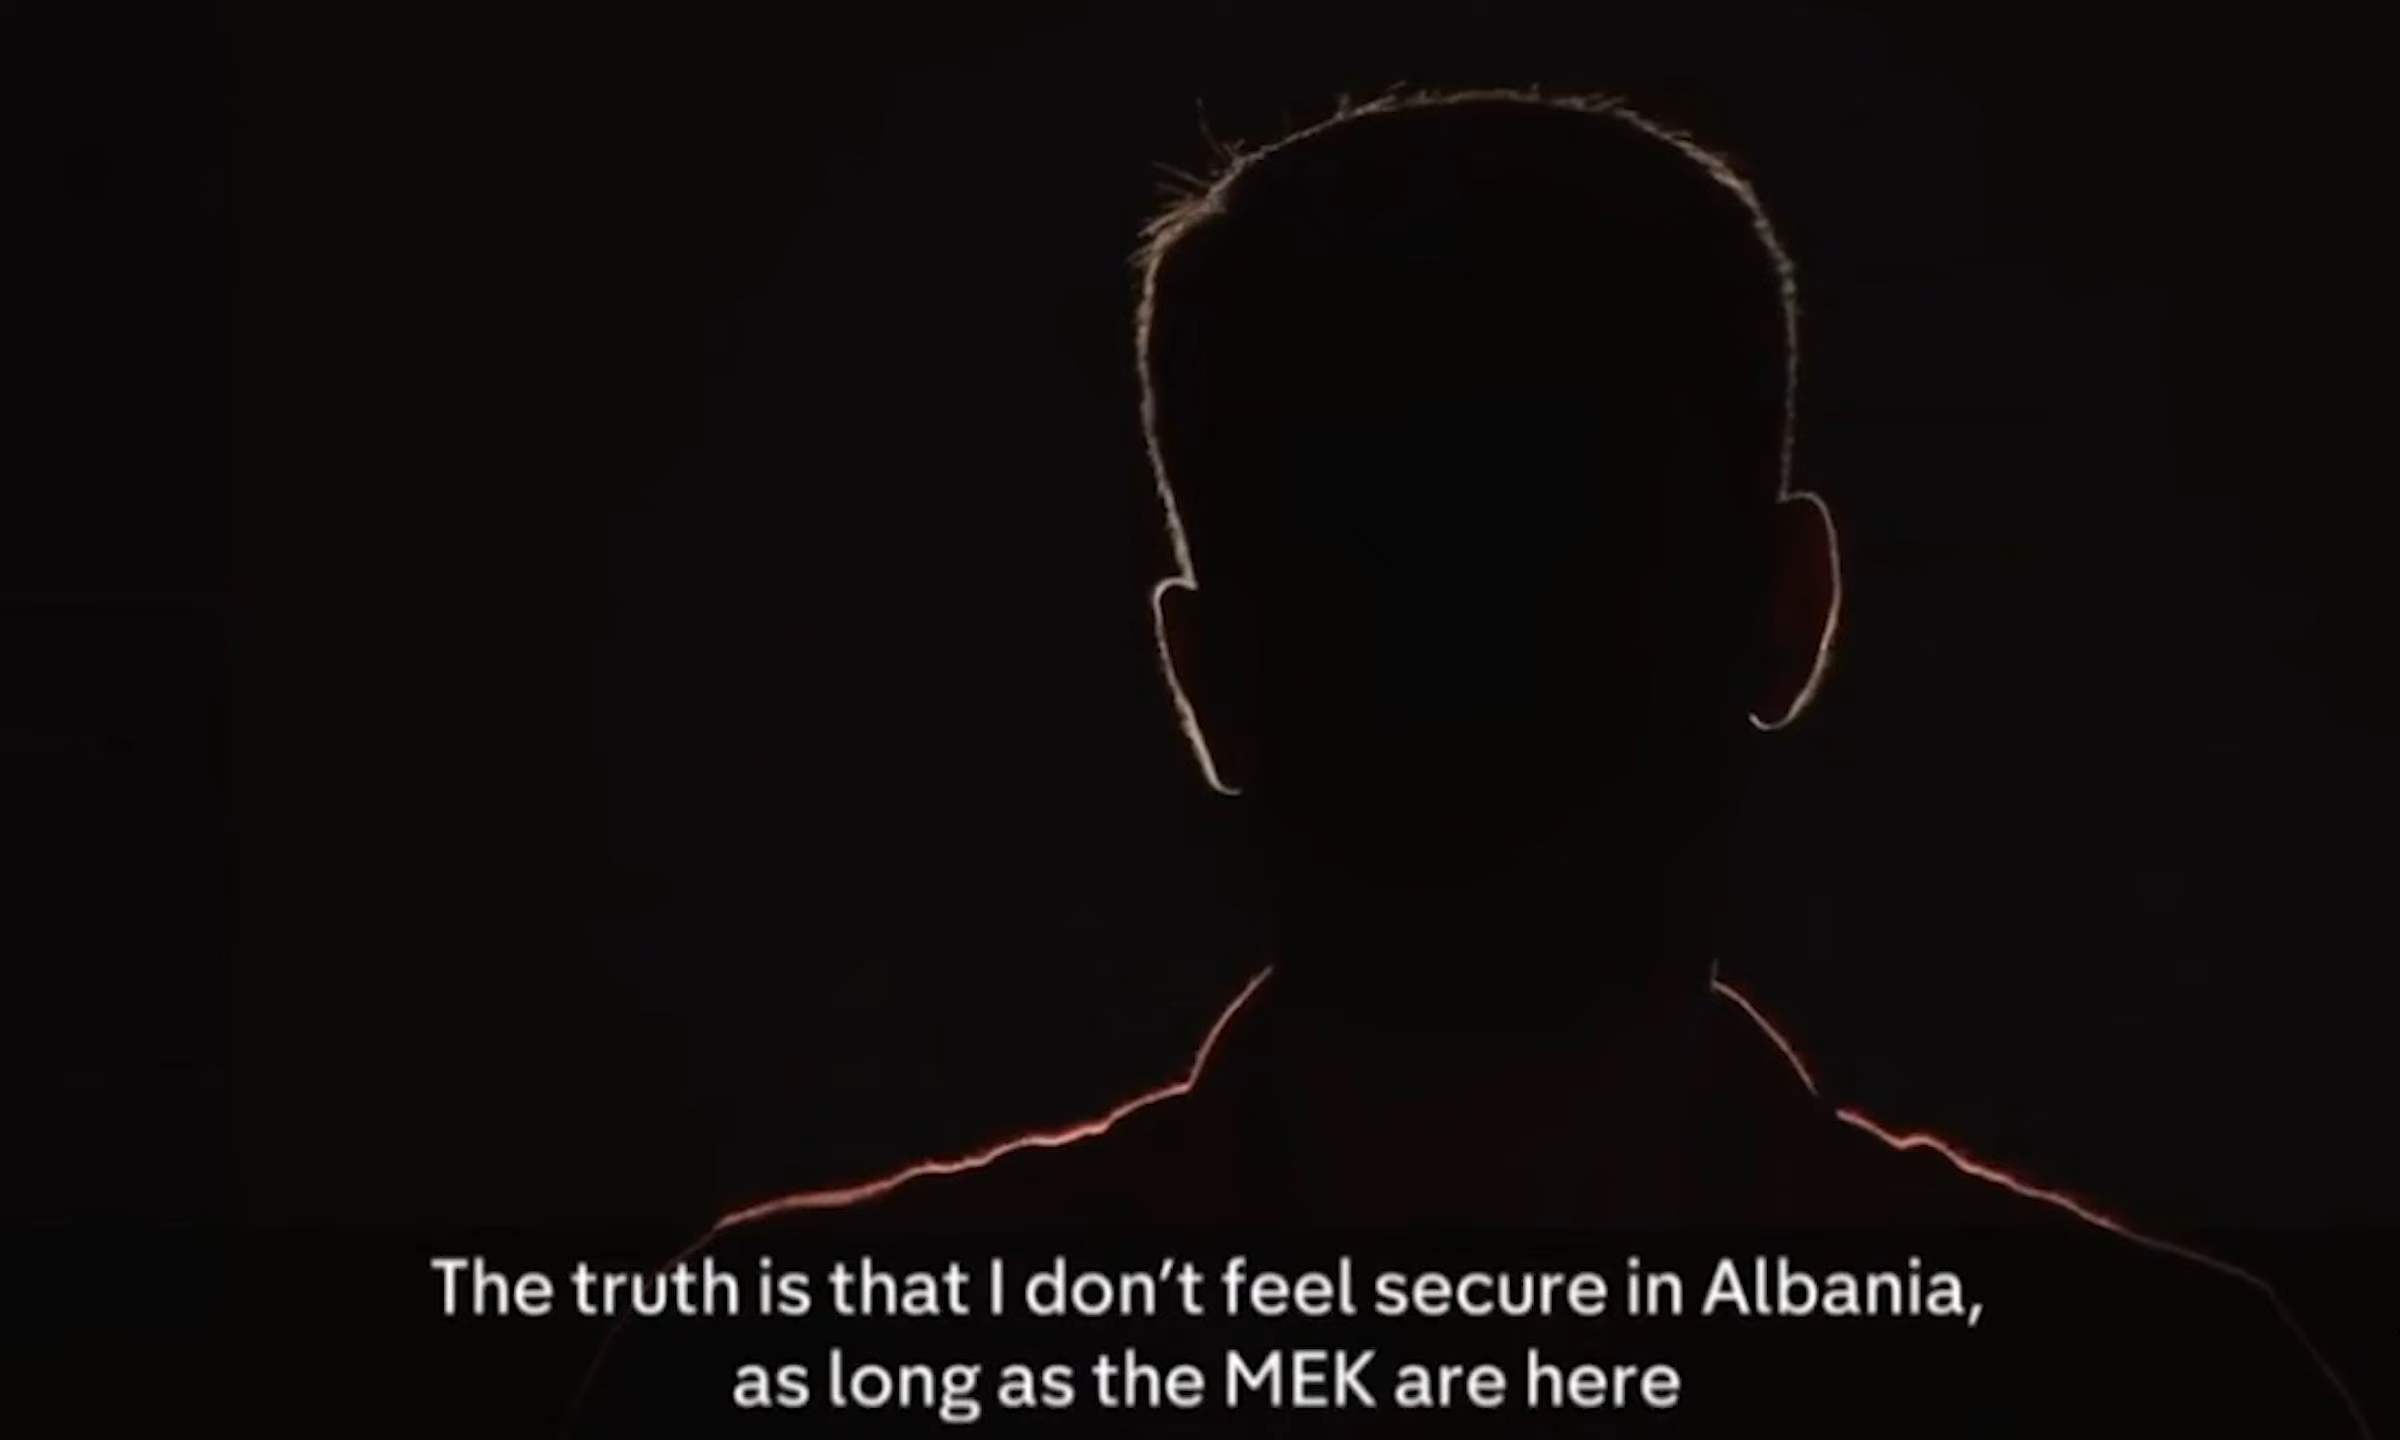 The truth is that I don’t feel secure in Albania,
as long as the MEK are here